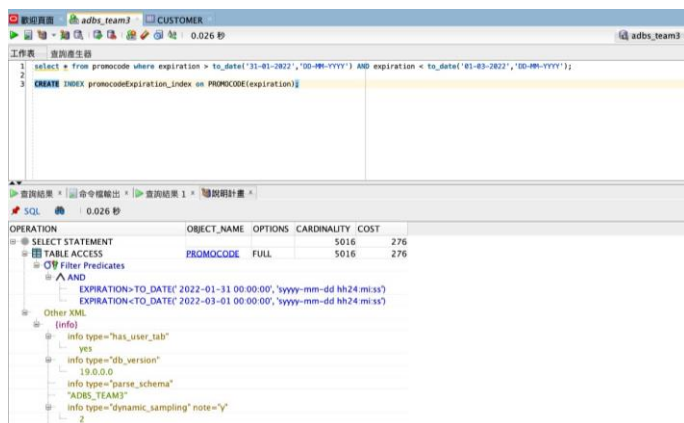 歡迎頁面 adbs_team3 CUSTOMER
0.026 秒 adbs_team3
工作表 查詢產生器
1 select * from promocode where expiration > to_date('31-01-2022','DD-MM-YYYY') AND expiration < to_date('01-03-2022','DD-MM-YYYY');
2
3 CREATE INDEX promocodeExpiration_index on PROMOCODE(expiration);
查詢結果 × 命令檔輸出 × 查詢結果 1 × 說明計畫 ×
SQL 0.026 秒
OPERATION OBJECT_NAME OPTIONS CARDINALITY COST
SELECT STATEMENT 5016 276
TABLE ACCESS PROMOCODE FULL 5016 276
Filter Predicates
AND
EXPIRATION>TO_DATE(' 2022-01-31 00:00:00', 'syyyy-mm-dd hh24:mi:ss')
EXPIRATION<TO_DATE(' 2022-03-01 00:00:00', 'syyyy-mm-dd hh24:mi:ss')
Other XML
{info}
info type="has_user_tab"
yes
info type="db_version"
19.0.0.0
info type="parse_schema"
"ADBS_TEAM3"
info type="dynamic_sampling" note="y"
2